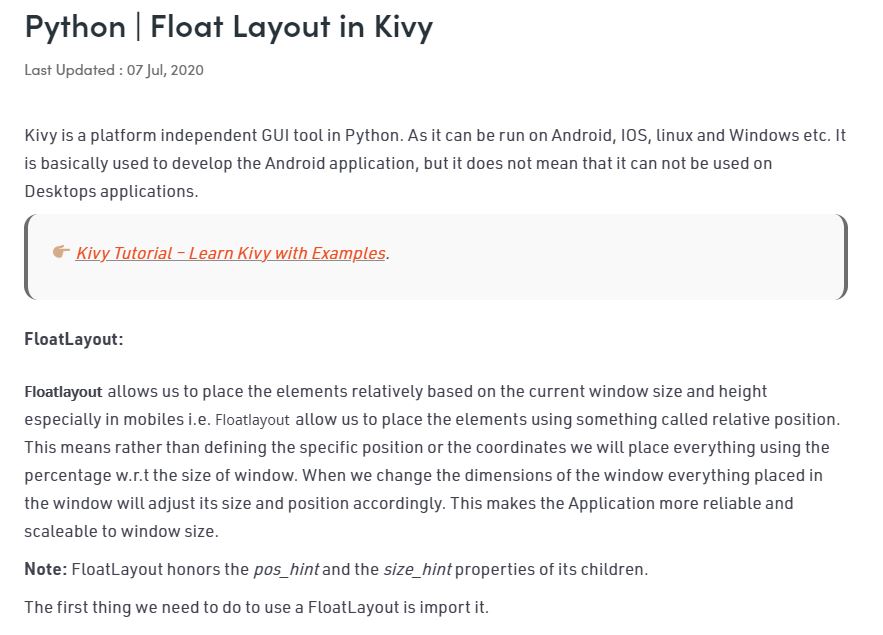 Python | Float Layout in Kivy
Last Updated : 07 Jul, 2020
Kivy is a platform independent GUI tool in Python. As it can be run on Android, IOS, linux and Windows etc. It
is basically used to develop the Android application, but it does not mean that it can not be used on
Desktops applications.
👉🏽 Kivy Tutorial – Learn Kivy with Examples.
FloatLayout:
Floatlayout allows us to place the elements relatively based on the current window size and height
especially in mobiles i.e. Floatlayout allow us to place the elements using something called relative position.
This means rather than defining the specific position or the coordinates we will place everything using the
percentage w.r.t the size of window. When we change the dimensions of the window everything placed in
the window will adjust its size and position accordingly. This makes the Application more reliable and
scaleable to window size.
Note: FloatLayout honors the pos_hint and the size_hint properties of its children.
The first thing we need to do to use a FloatLayout is import it.